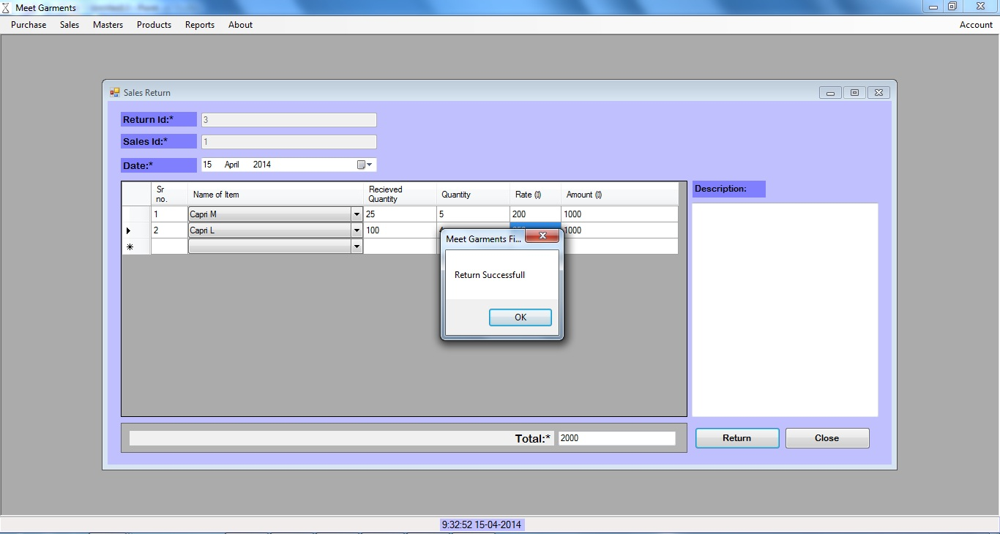 Meet Garments
Purchase Sales Masters Products Reports About Account
Sales Return
Return Id:* 3
Sales Id:* 1
Date:* 15 April 2014
Sr no. Name of Item Recieved Quantity Quantity Rate (▯) Amount (▯)
Description:
1 Capri M 25 5 200 1000
2 Capri L 100 1000
Meet Garments Fi...
Return Successfull
OK
Total:* 2000
Return Close
9:32:52 15-04-2014